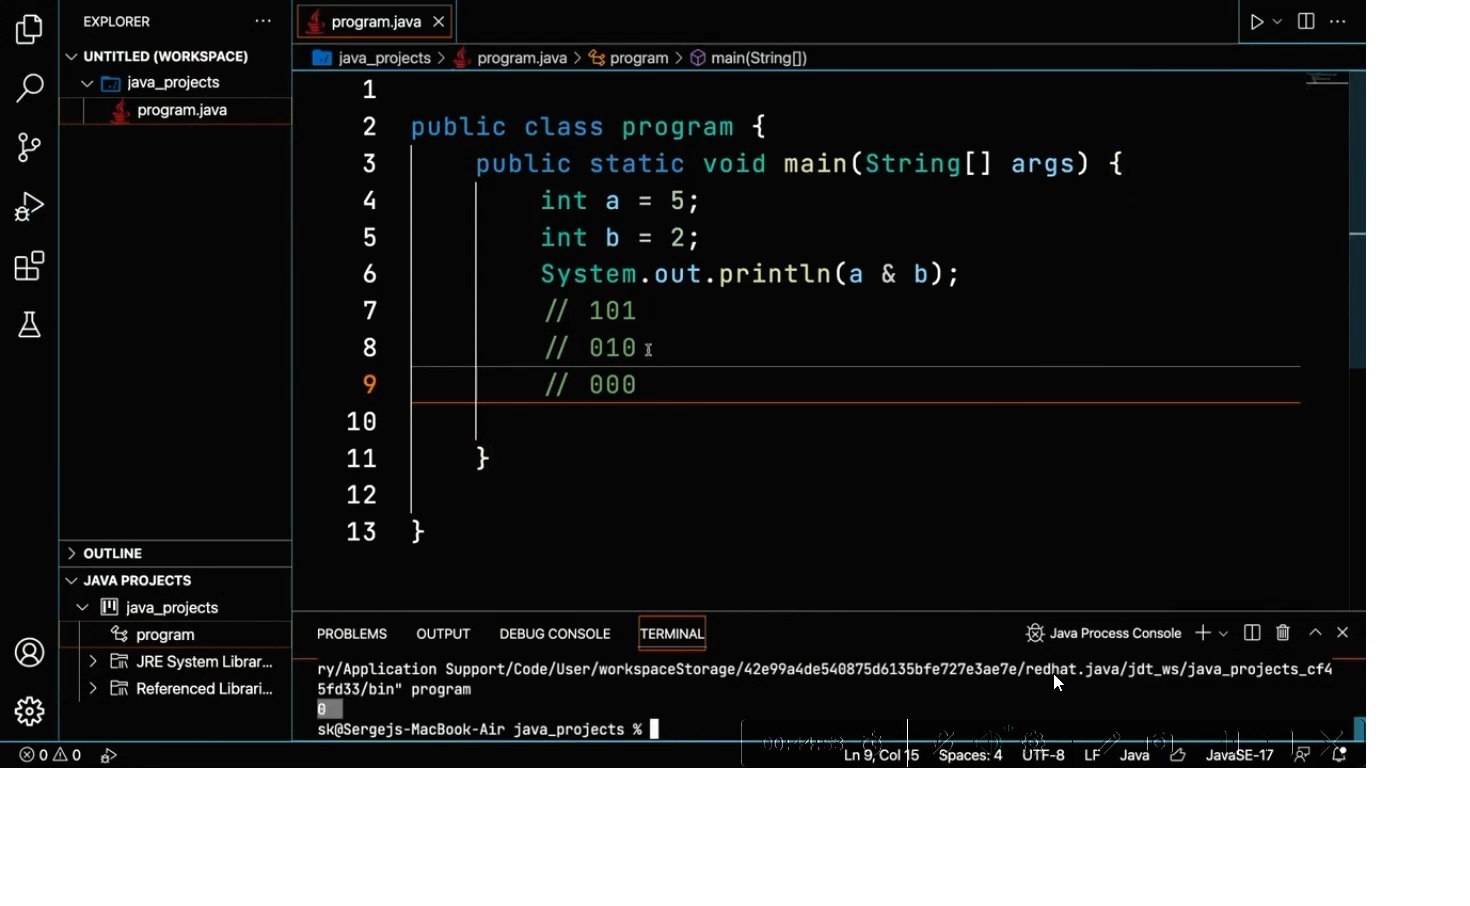 EXPLORER
program.java
UNTITLED (WORKSPACE)
java_projects
program.java
java_projects > program.java > program > main(String[])
1
2 public class program {
3 public static void main(String[] args) {
4 int a = 5;
5 int b = 2;
6 System.out.println(a & b);
7 // 101
8 // 010
9 // 000
10
11 }
12
13 }
OUTLINE
JAVA PROJECTS
java_projects
program
JRE System Librar...
Referenced Librari...
PROBLEMS OUTPUT DEBUG CONSOLE TERMINAL Java Process Console
ry/Application Support/Code/User/workspaceStorage/42e99a4de540875d6135bfe727e3ae7e/redhat.java/jdt_ws/java_projects_cf4
5fd33/bin" program
0
sk@Sergejs-MacBook-Air java_projects %
0 0 Ln 9, Col 15 Spaces: 4 UTF-8 LF Java JavaSE-17